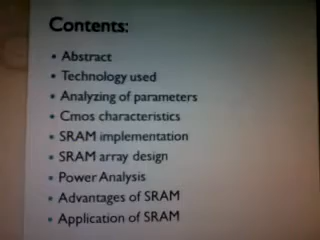 Contents:
• Abstract
• Technology used
• Analyzing of parameters
• Cmos characteristics
• SRAM implementation
• SRAM array design
• Power Analysis
• Advantages of SRAM
• Application of SRAM